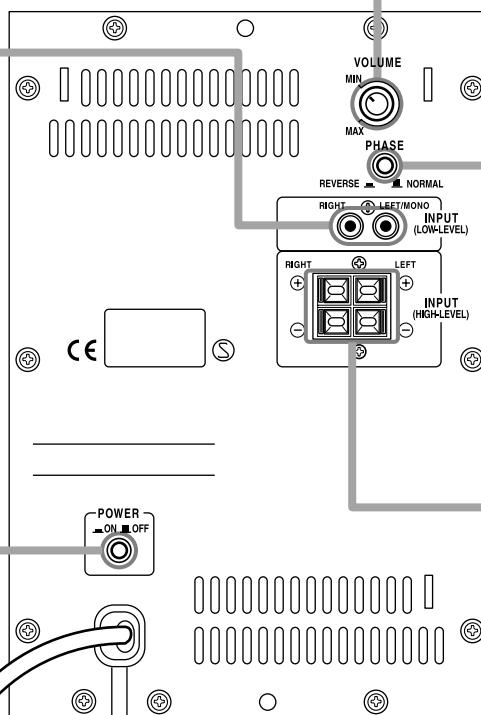 VOLUME
MIN
MAX
PHASE
REVERSE NORMAL
RIGHT LEFT/MONO
INPUT
(LOW-LEVEL)
RIGHT LEFT
+ +
INPUT
(HIGH-LEVEL)
− −
CE
S
POWER
ON OFF